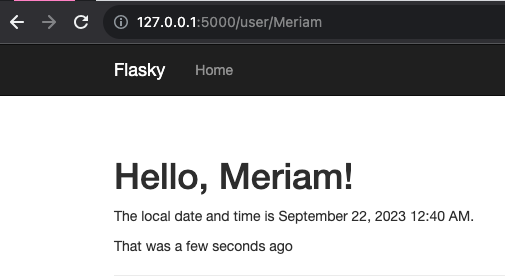 127.0.0.1:5000/user/Meriam
Flasky Home
Hello, Meriam!
The local date and time is September 22, 2023 12:40 AM.
That was a few seconds ago